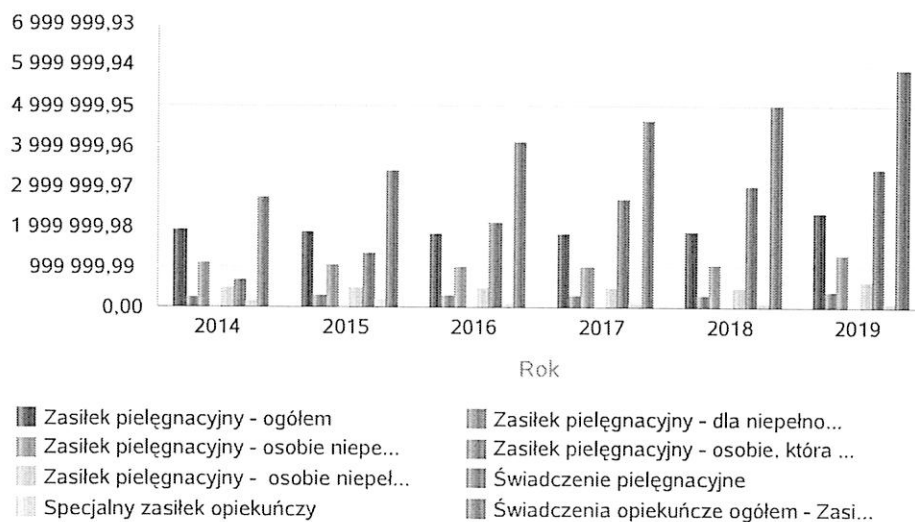 6 999 999,93
5 999 999,94
4 999 999,95
3 999 999,96
2 999 999,97
1 999 999,98
999 999,99
0,00
2014 2015 2016 2017 2018 2019
Rok
Zasiłek pielęgnacyjny - ogółem
Zasiłek pielęgnacyjny - osobie niepe...
Zasiłek pielęgnacyjny - osobie niepeł...
Specjalny zasiłek opiekuńczy
Zasiłek pielęgnacyjny - dla niepełno...
Zasiłek pielęgnacyjny - osobie. która ...
Świadczenie pielęgnacyjne
Świadczenia opiekuńcze ogółem - Zasi...